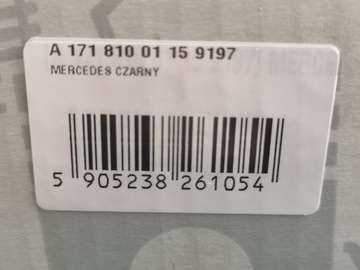 A 171 810 01 15 9197
MERCEDES CZARNY
5 905238 261054